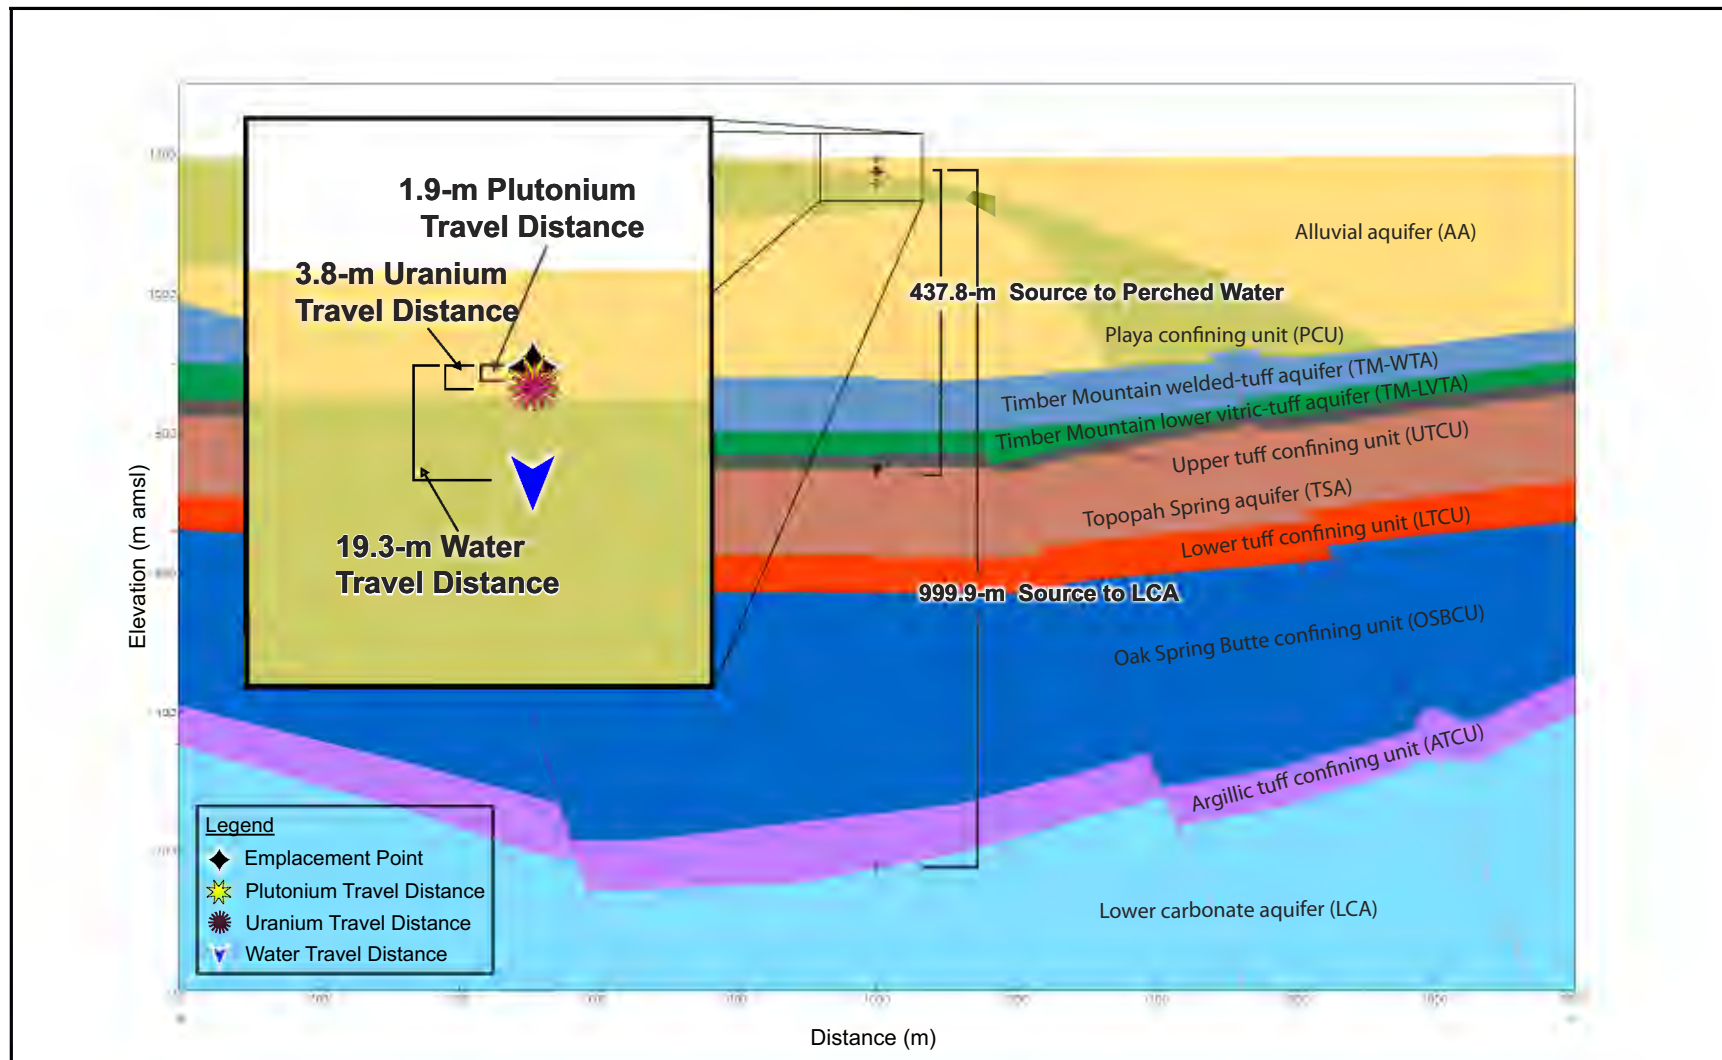 1.9-m Plutonium
Travel Distance
3.8-m Uranium
Travel Distance
19.3-m Water
Travel Distance
Alluvial aquifer (AA)
437.8-m Source to Perched Water
Playa confining unit (PCU)
Timber Mountain welded-tuff aquifer (TM-WTA)
Timber Mountain lower vitric-tuff aquifer (TM-LVTA)
Upper tuff confining unit (UTCU)
Topopah Spring aquifer (TSA)
Lower tuff confining unit (LTCU)
999.9-m Source to LCA
Oak Spring Butte confining unit (OSBCU)
Argillic tuff confining unit (ATCU)
Lower carbonate aquifer (LCA)
Elevation (m amsl)
Legend
Emplacement Point
Plutonium Travel Distance
Uranium Travel Distance
Water Travel Distance
Distance (m)